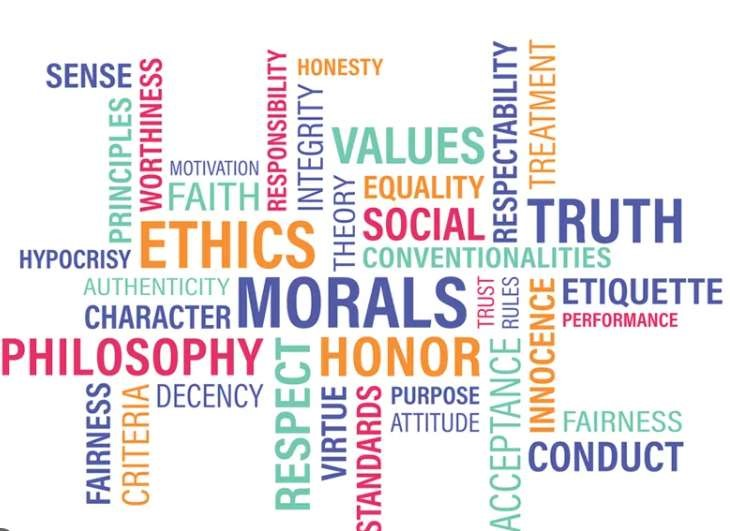 SENSE
PRINCIPLES
WORTHINESS
MOTIVATION
FAITH
RESPONSIBILITY
HONESTY
INTEGRITY
VALUES
THEORY
EQUALITY
SOCIAL
RESPECTABILITY
TREATMENT
TRUTH
HYPOCRISY
ETHICS
CONVENTIONALITIES
AUTHENTICITY
CHARACTER
MORALS
TRUST
RULES
INNOCENCE
ETIQUETTE
PERFORMANCE
PHILOSOPHY
RESPECT
HONOR
FAIRNESS
CRITERIA
DECENCY
VIRTUE
STANDARDS
PURPOSE
ATTITUDE
ACCEPTANCE
FAIRNESS
CONDUCT